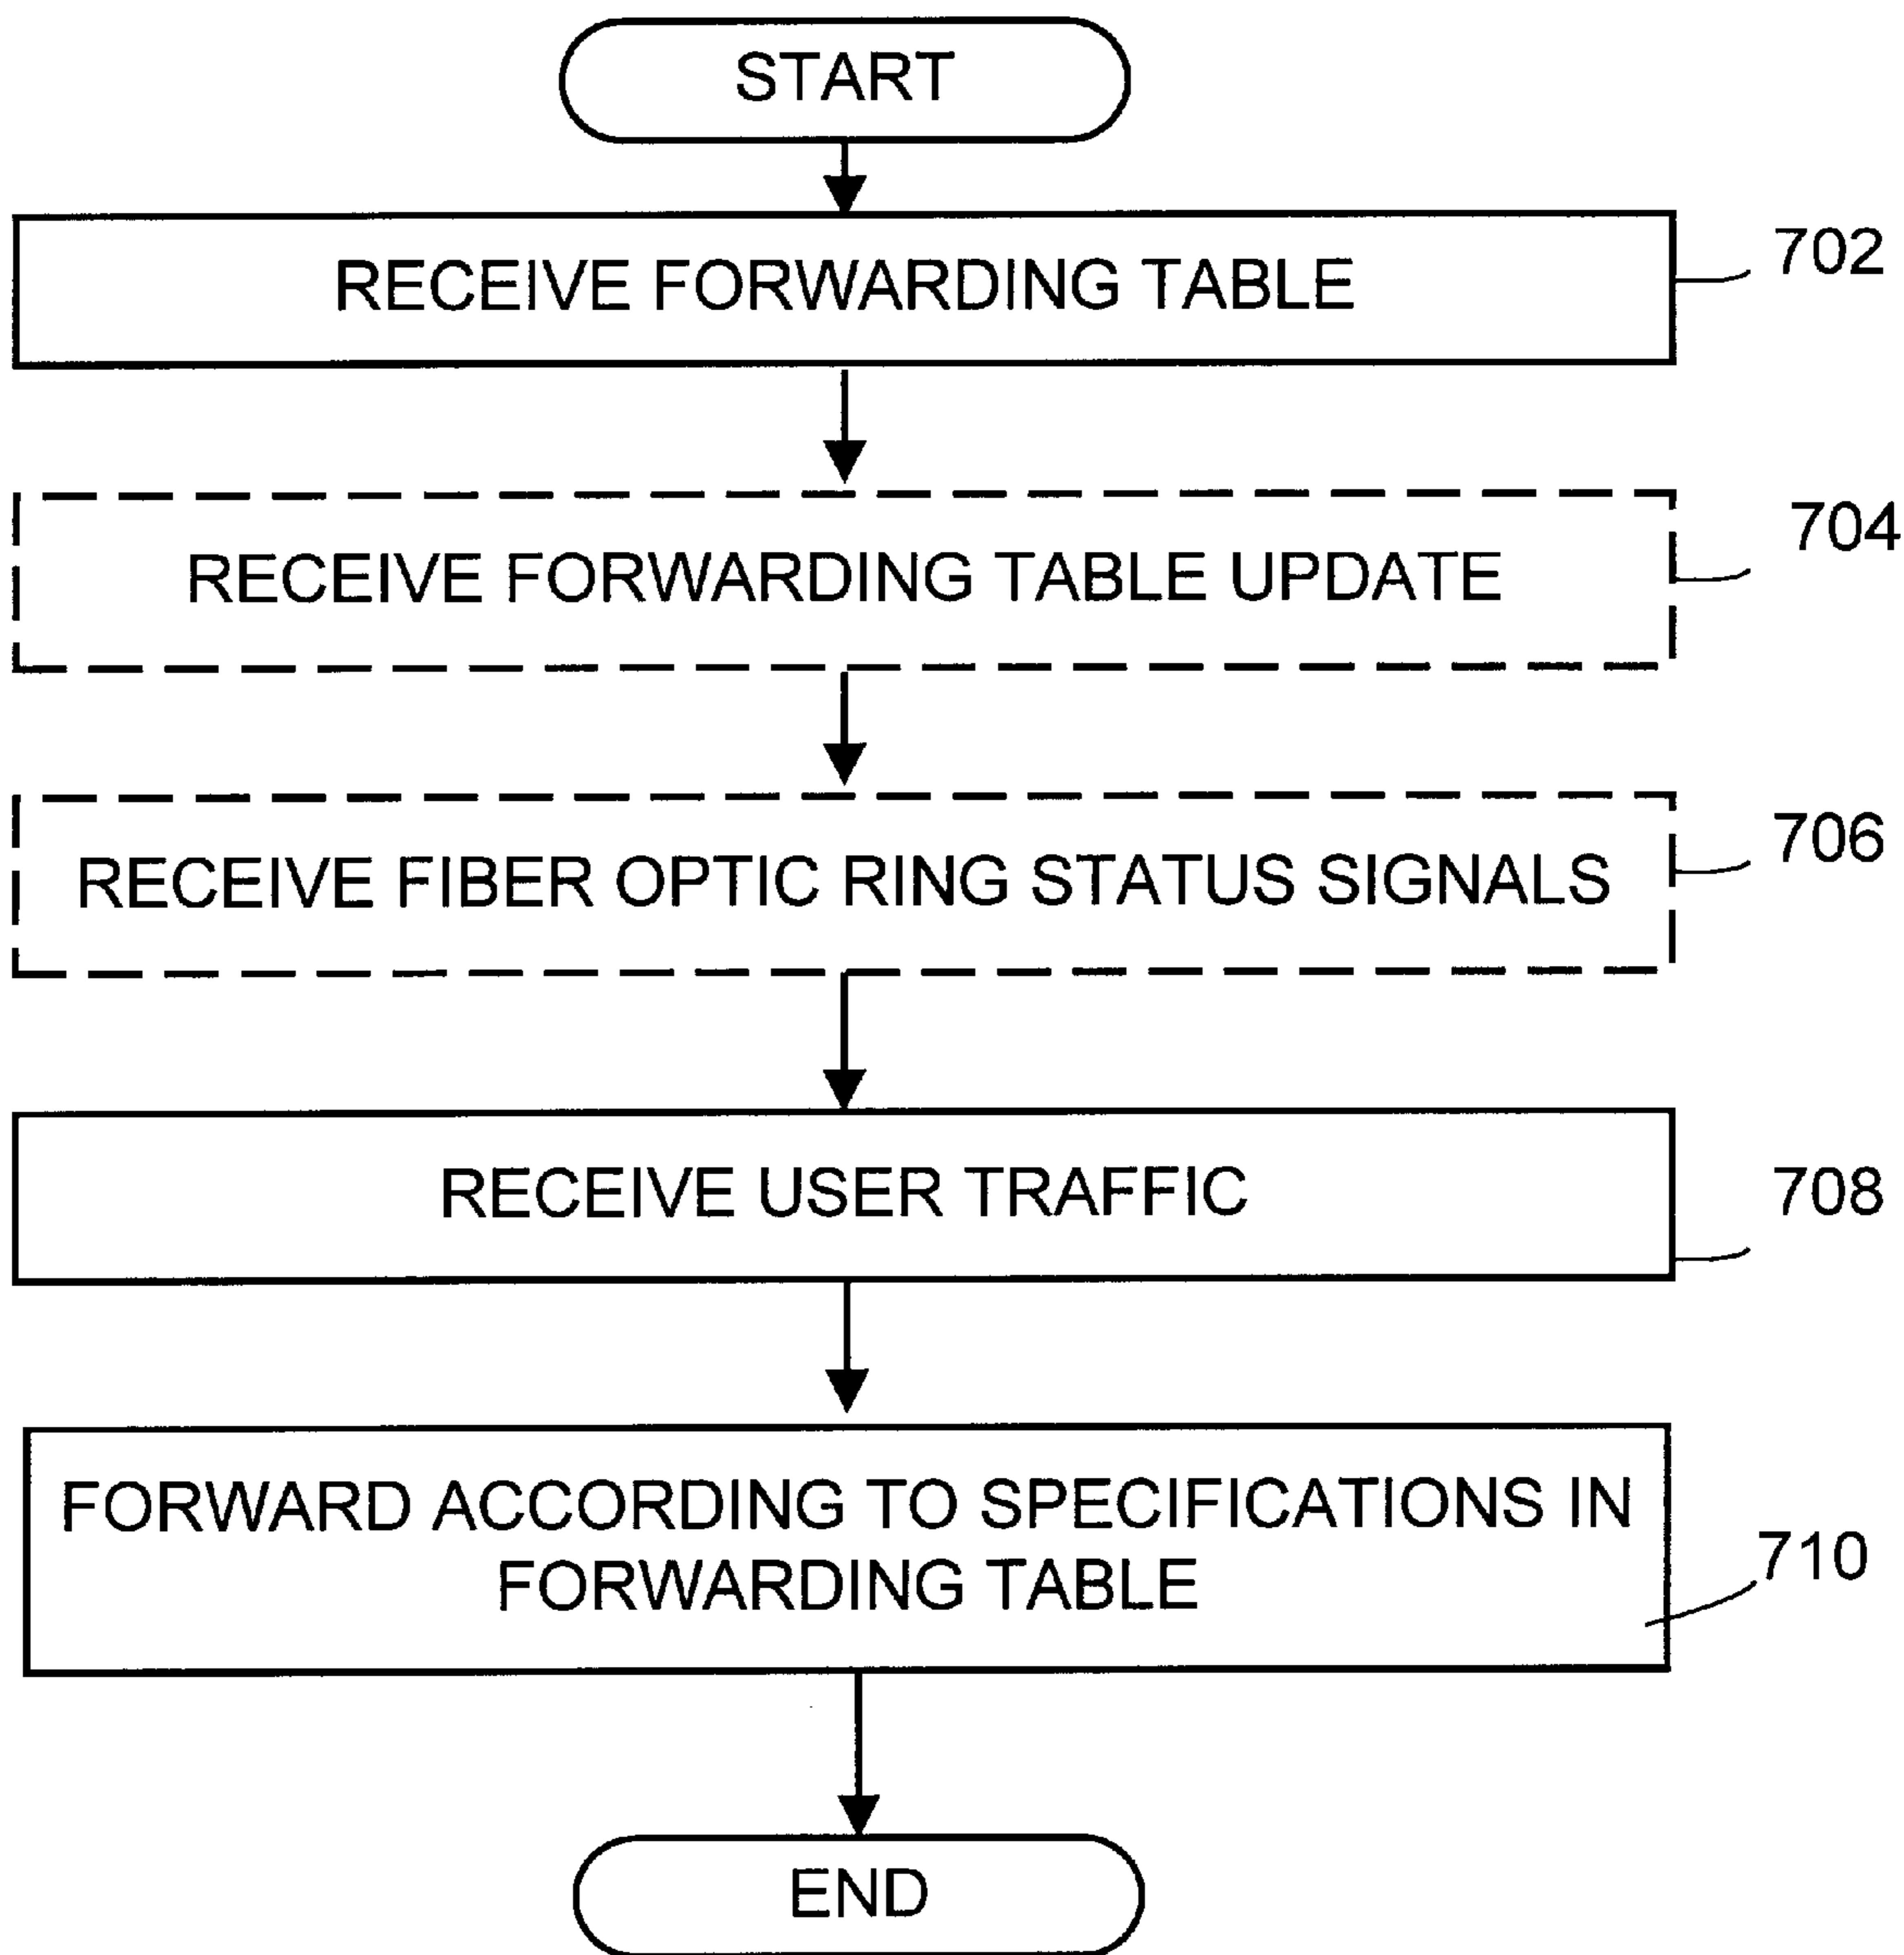 START
RECEIVE FORWARDING TABLE
702
RECEIVE FORWARDING TABLE UPDATE
704
RECEIVE FIBER OPTIC RING STATUS SIGNALS
706
RECEIVE USER TRAFFIC
708
FORWARD ACCORDING TO SPECIFICATIONS IN
FORWARDING TABLE
710
END